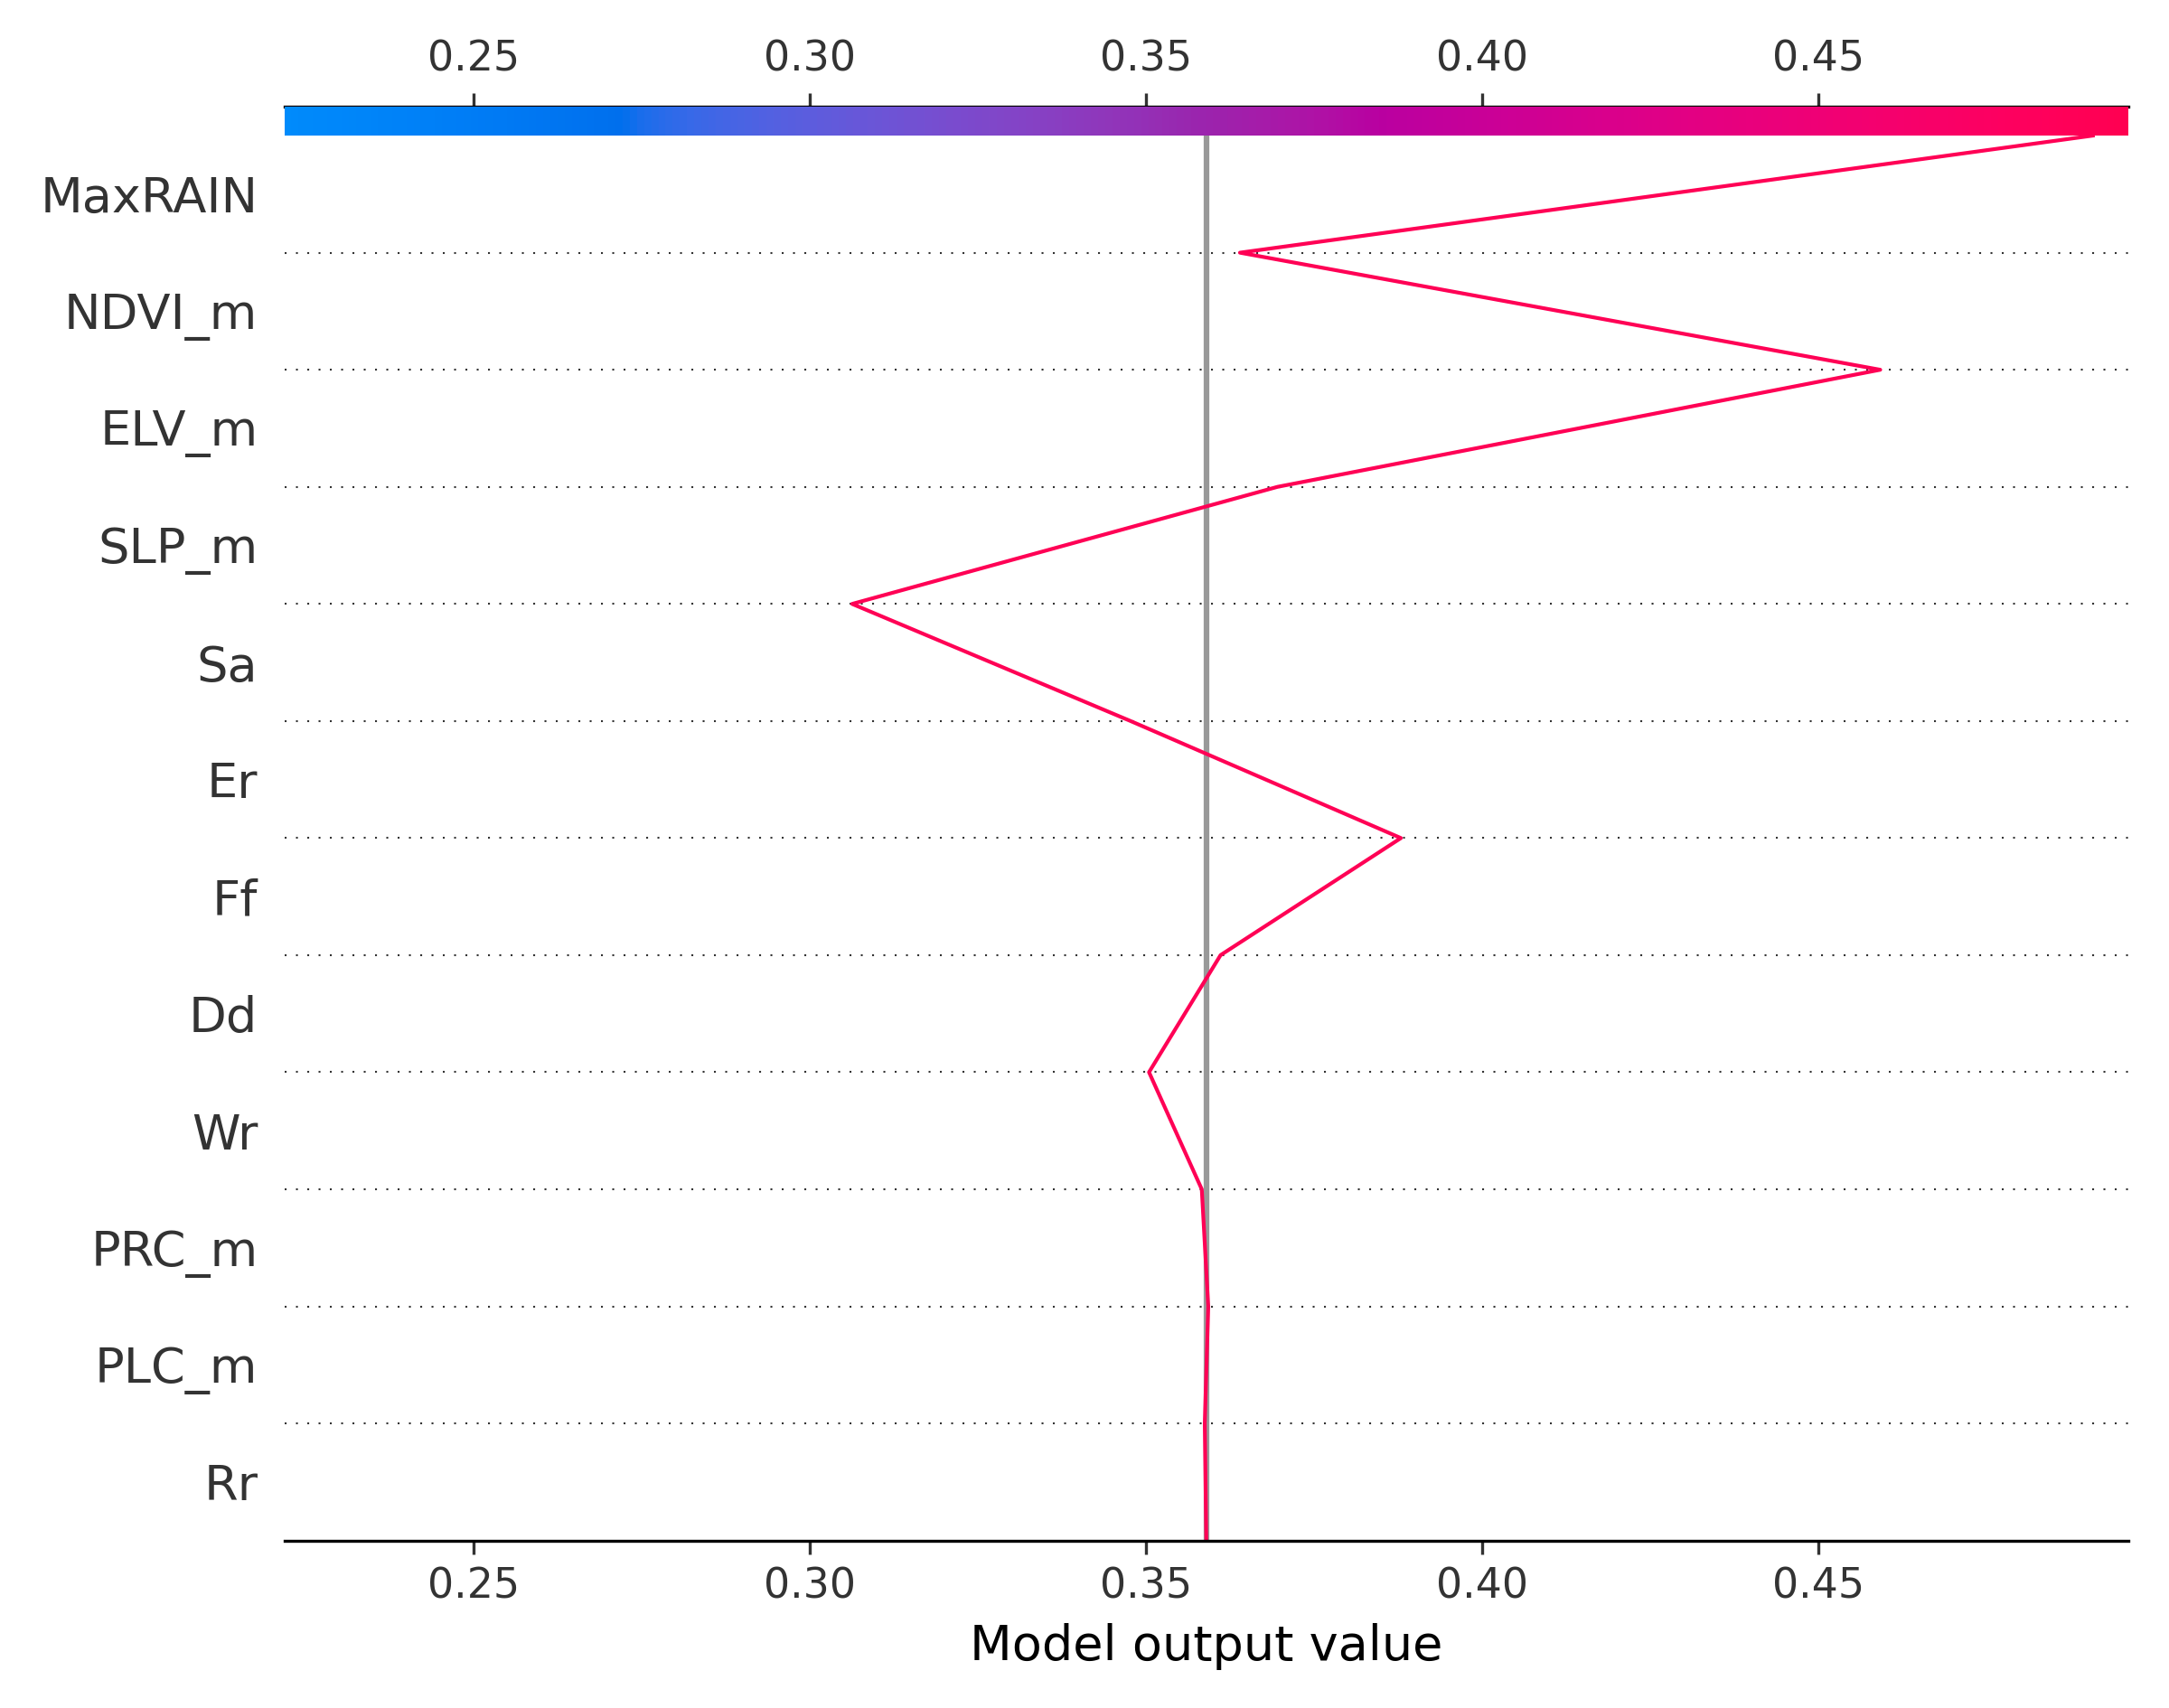 0.25 0.30 0.35 0.40 0.45
MaxRAIN
NDVI_m
ELV_m
SLP_m
Sa
Er
Ff
Dd
Wr
PRC_m
PLC_m
Rr
0.25 0.30 0.35 0.40 0.45
Model output value